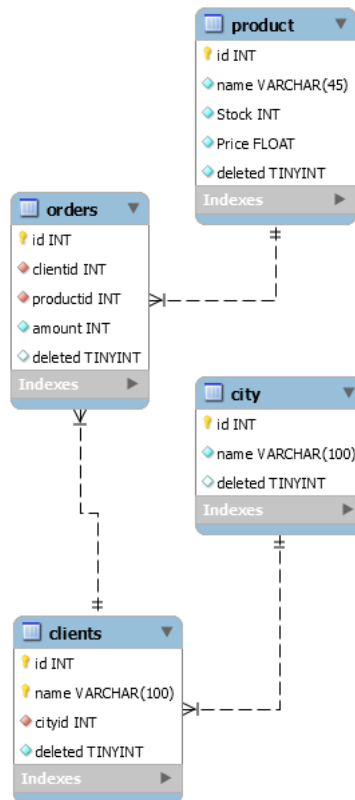 product
id INT
name VARCHAR(45)
Stock INT
Price FLOAT
deleted TINYINT
Indexes
orders
id INT
clientid INT
productid INT
amount INT
deleted TINYINT
Indexes
city
id INT
name VARCHAR(100)
deleted TINYINT
Indexes
clients
id INT
name VARCHAR(100)
cityid INT
deleted TINYINT
Indexes